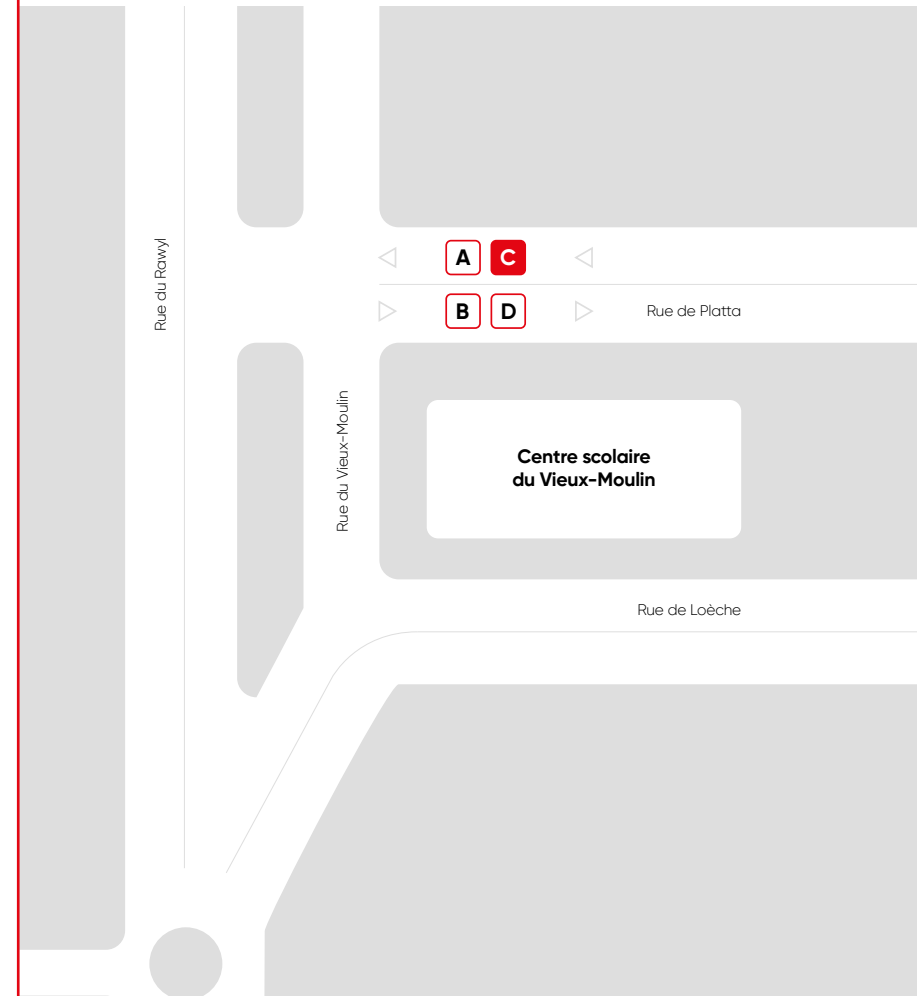 Rue du Rawyl
A C
B D
Rue de Platta
Rue du Vieux-Moulin
Centre scolaire
du Vieux-Moulin
Rue de Loèche